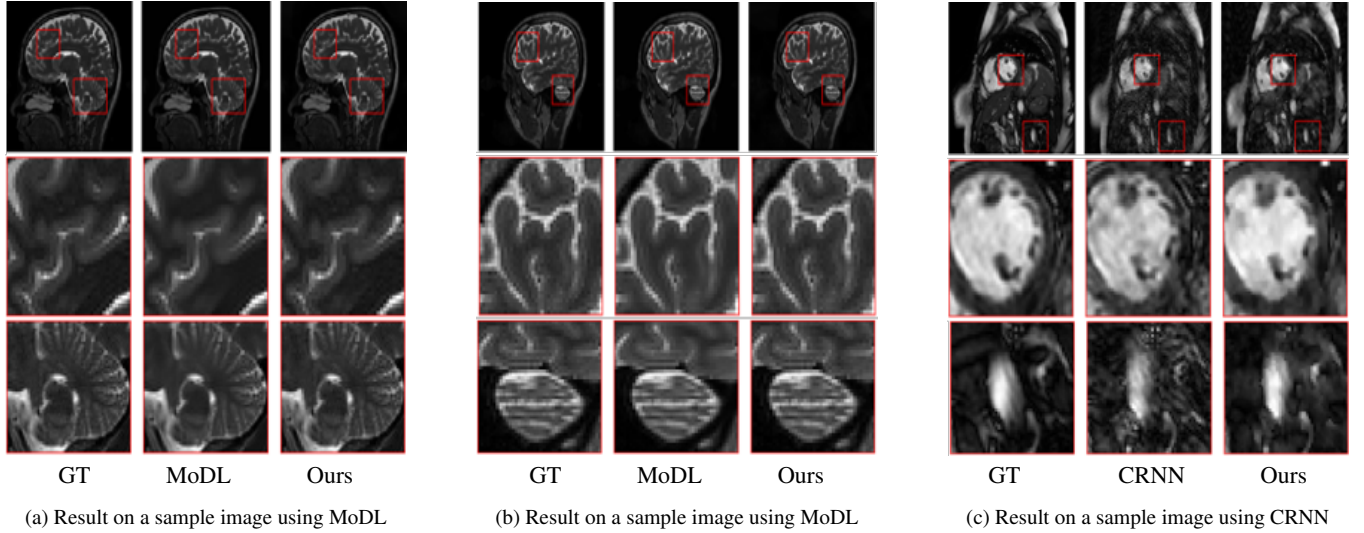 GT MoDL Ours GT MoDL Ours GT CRNN Ours
(a) Result on a sample image using MoDL (b) Result on a sample image using MoDL (c) Result on a sample image using CRNN